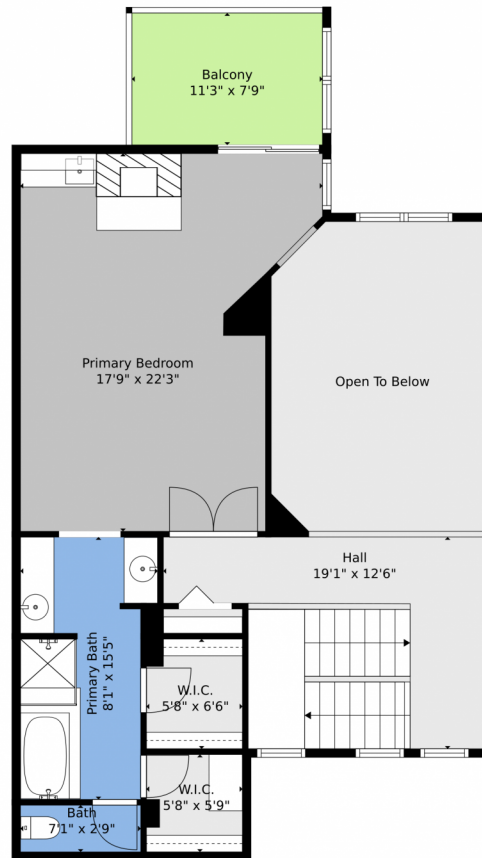 Balcony
11'3" x 7'9"
Primary Bedroom
17'9" x 22'3"
Open To Below
Hall
19'1" x 12'6"
Primary Bath
8'1" x 15'5"
W.I.C.
5'8" x 6'6"
W.I.C.
5'8" x 5'9"
Bath
7'1" x 2'9"